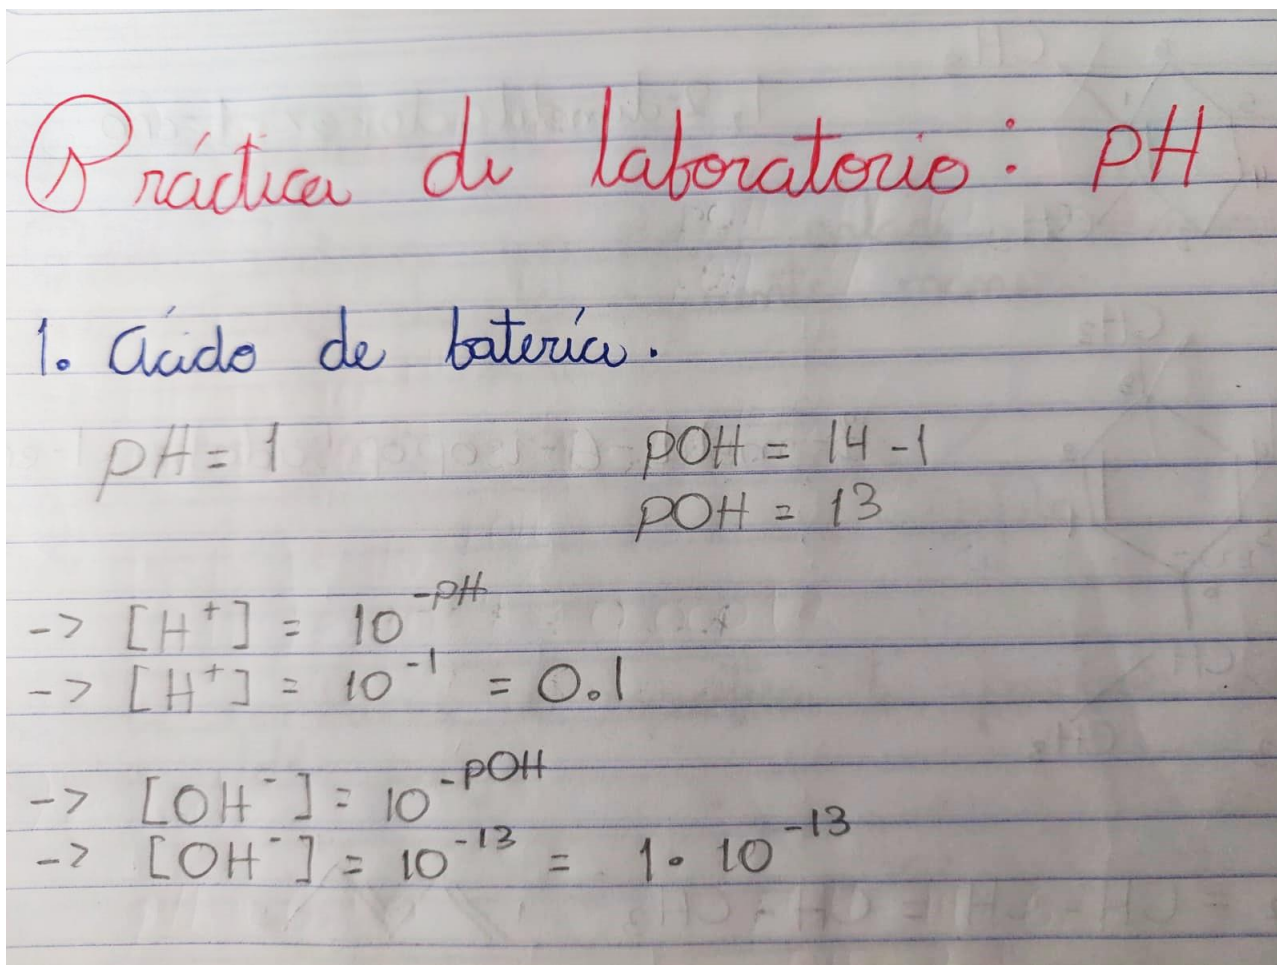 Práctica de laboratorio: pH
1. Ácido de batería.
pH = 1
pOH = 14 - 1
pOH = 13
-> [H⁺] = 10^-pH
-> [H⁺] = 10^-1 = 0.1
-> [OH⁻] = 10^-pOH
-> [OH⁻] = 10^-13 = 1 • 10^-13